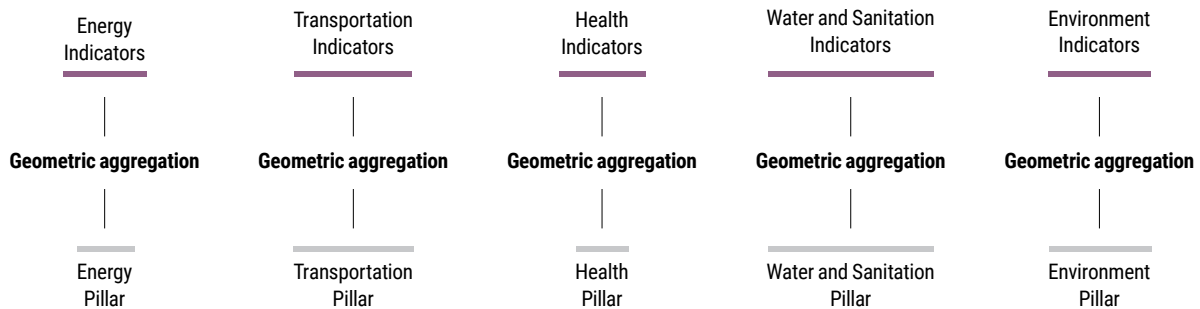 Energy
Indicators
Transportation
Indicators
Health
Indicators
Water and Sanitation
Indicators
Environment
Indicators
Geometric aggregation
Geometric aggregation
Geometric aggregation
Geometric aggregation
Geometric aggregation
Energy
Pillar
Transportation
Pillar
Health
Pillar
Water and Sanitation
Pillar
Environment
Pillar